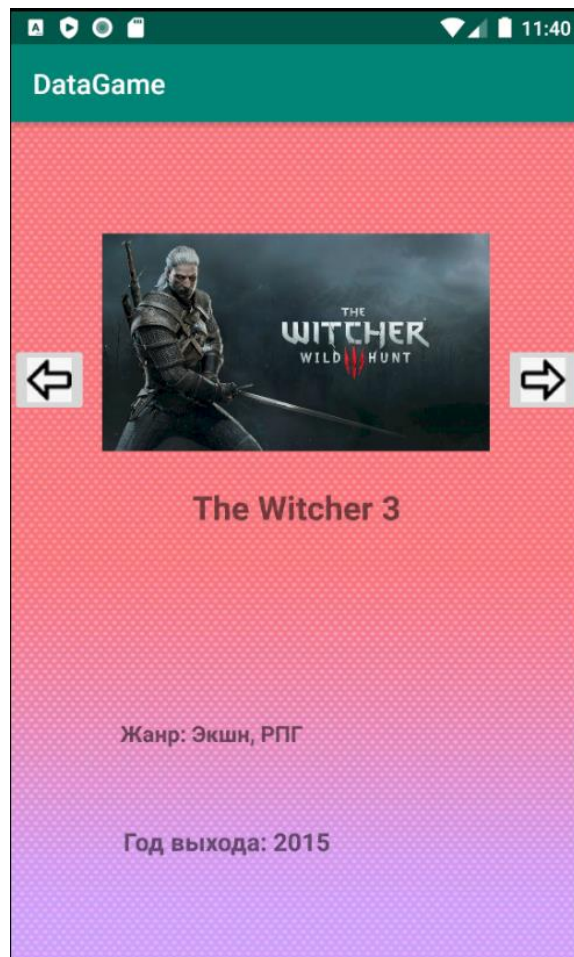 11:40
DataGame
THE
WITCHER
WILD HUNT
The Witcher 3
Жанр: Экшн, РПГ
Год выхода: 2015